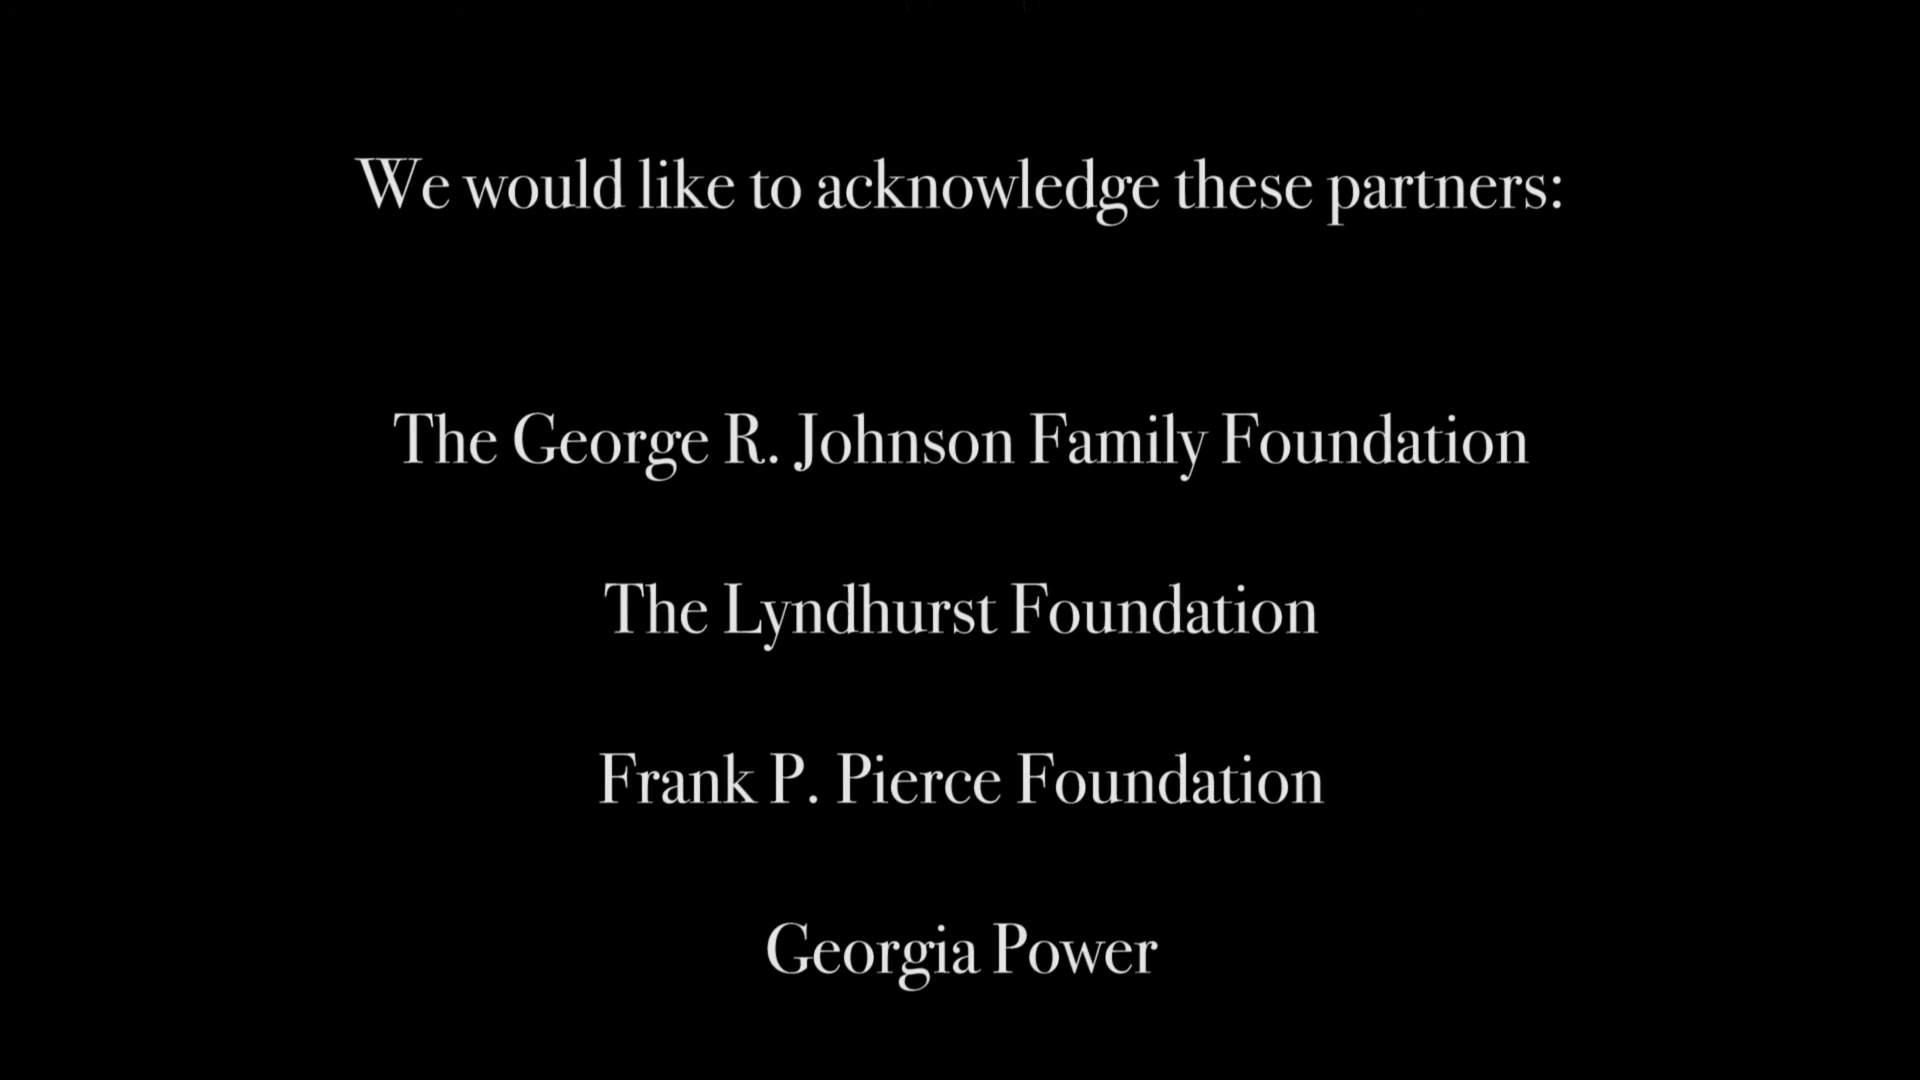 We would like to acknowledge these partners:
The George R. Johnson Family Foundation
The Lyndhurst Foundation
Frank P. Pierce Foundation
Georgia Power